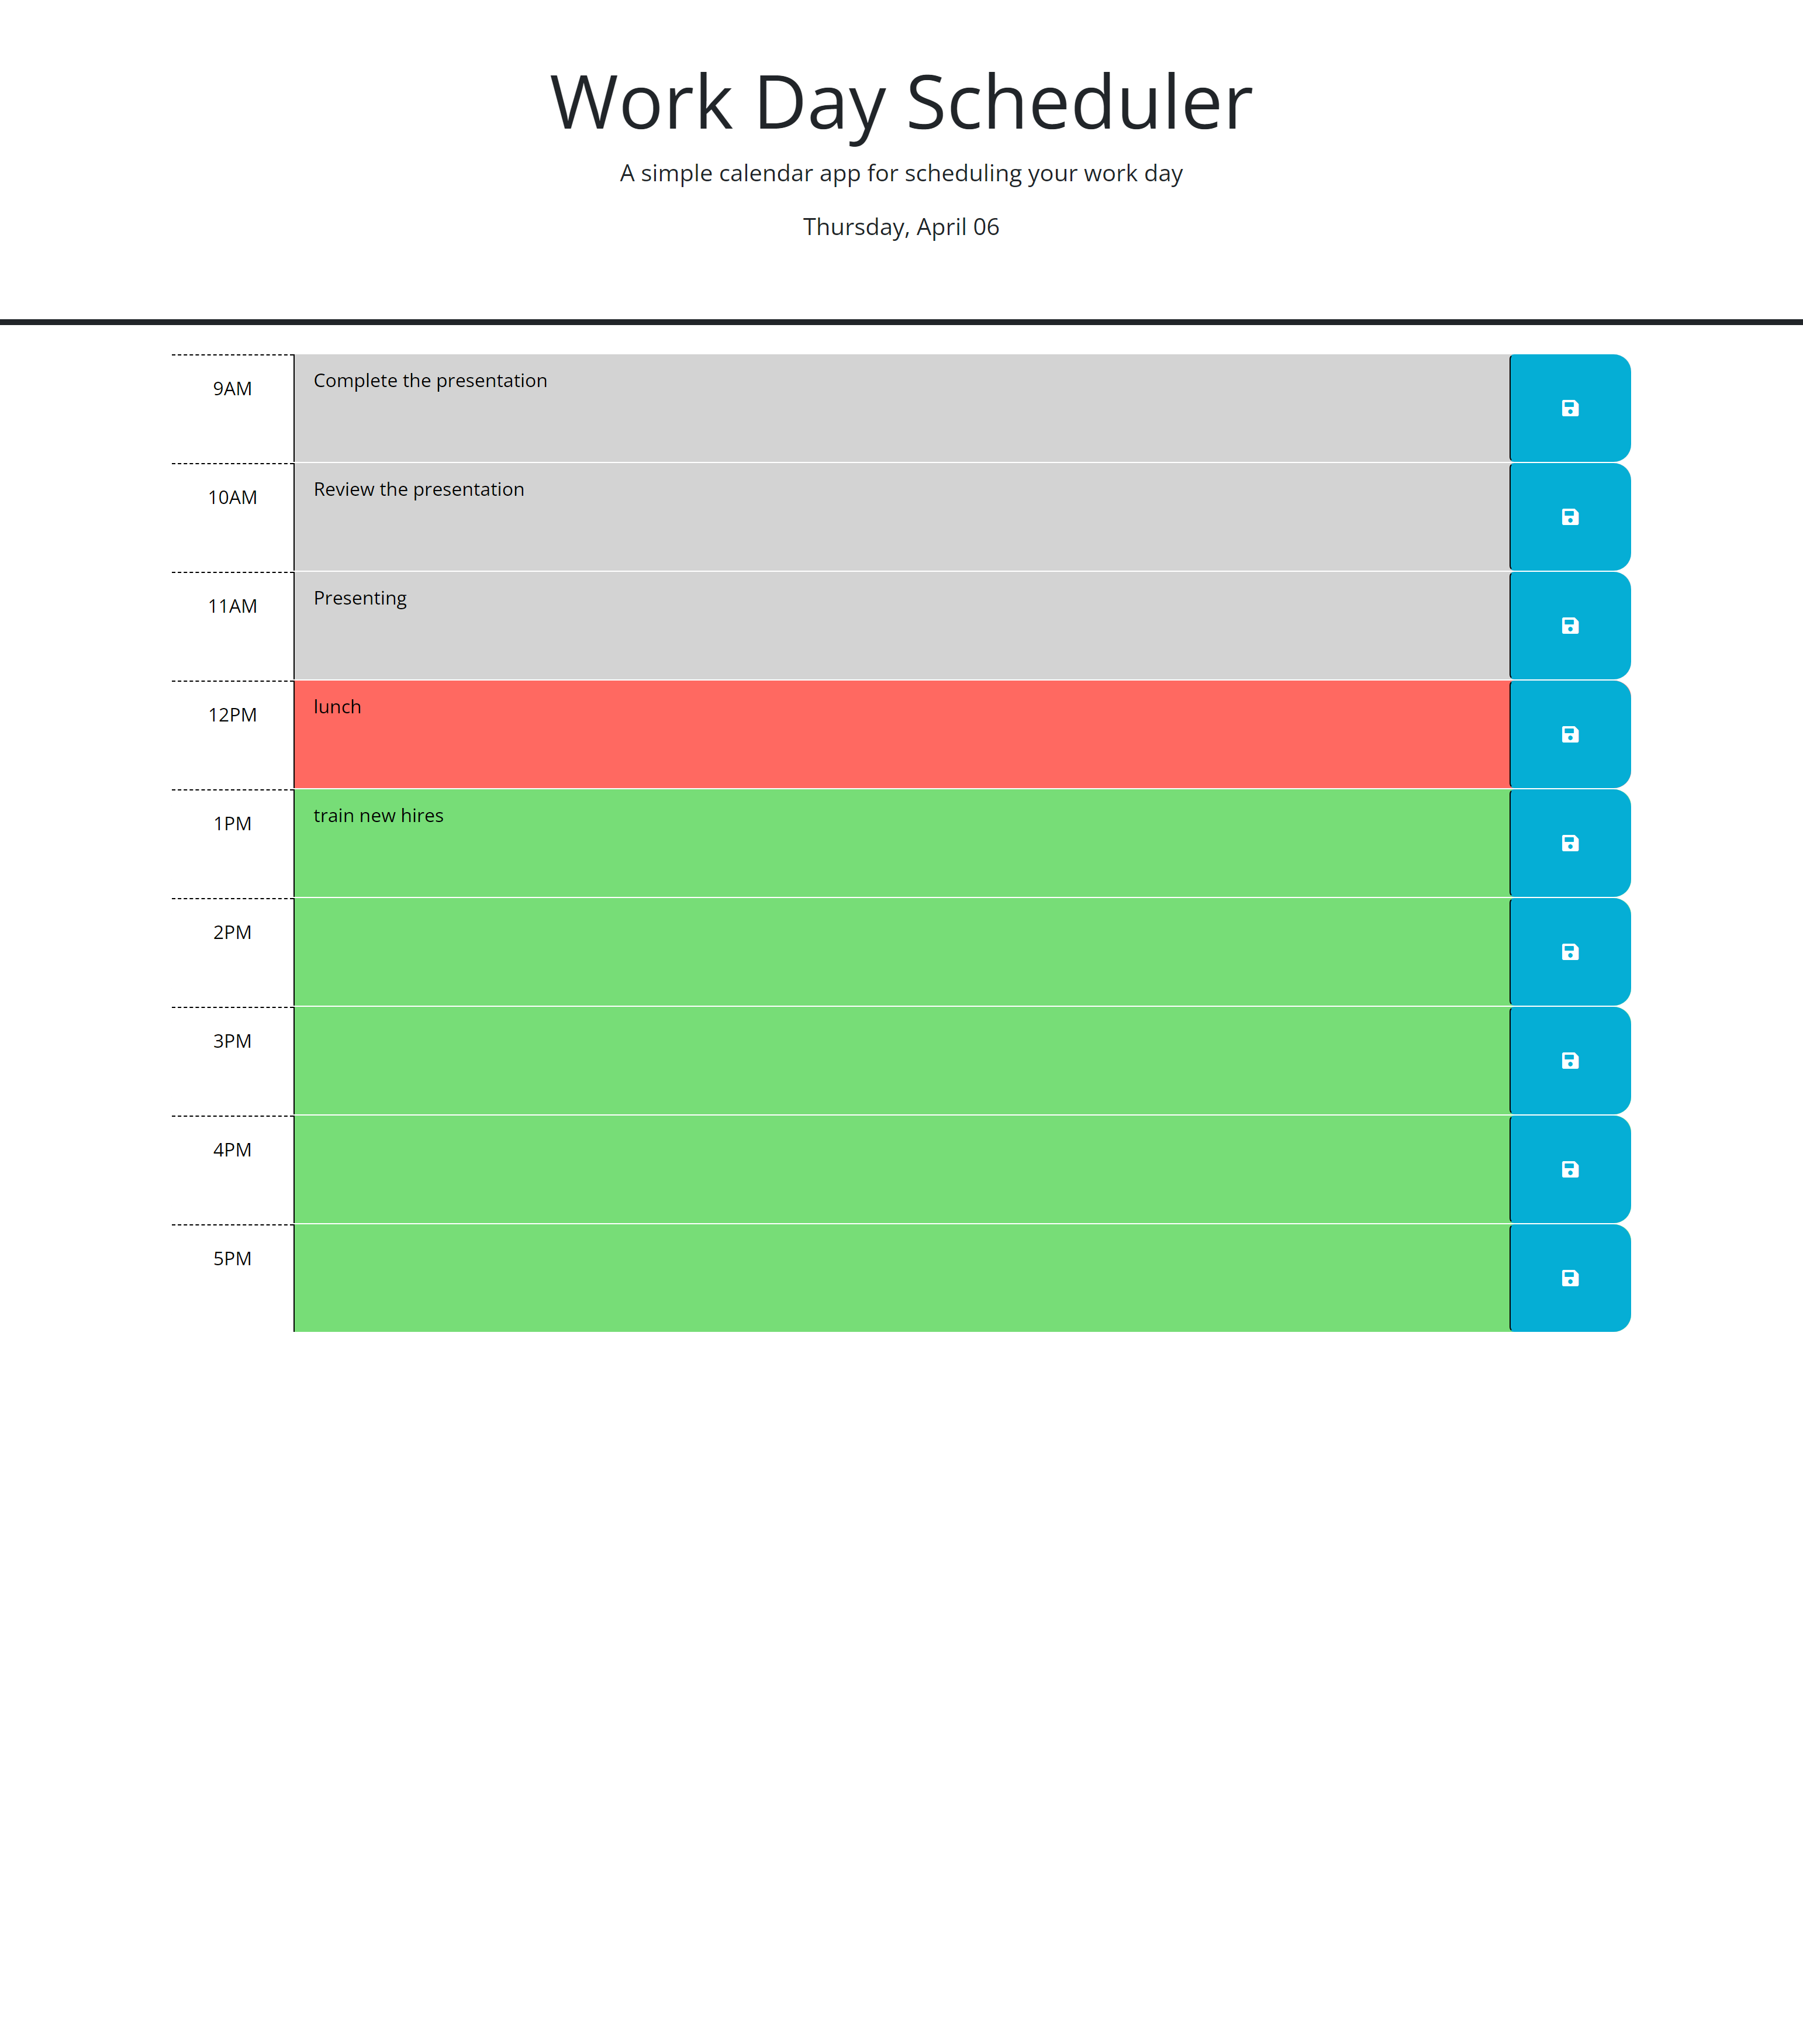 Work Day Scheduler
A simple calendar app for scheduling your work day
Thursday, April 06
9AM Complete the presentation
10AM Review the presentation
11AM Presenting
12PM lunch
1PM train new hires
2PM
3PM
4PM
5PM